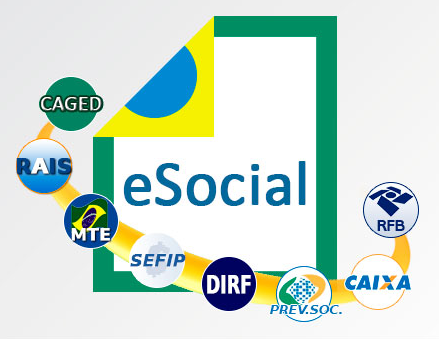 eSocial
CAGED
RAIS
MTE
SEFIP
DIRF
PREV.SOC.
CAIXA
RFB